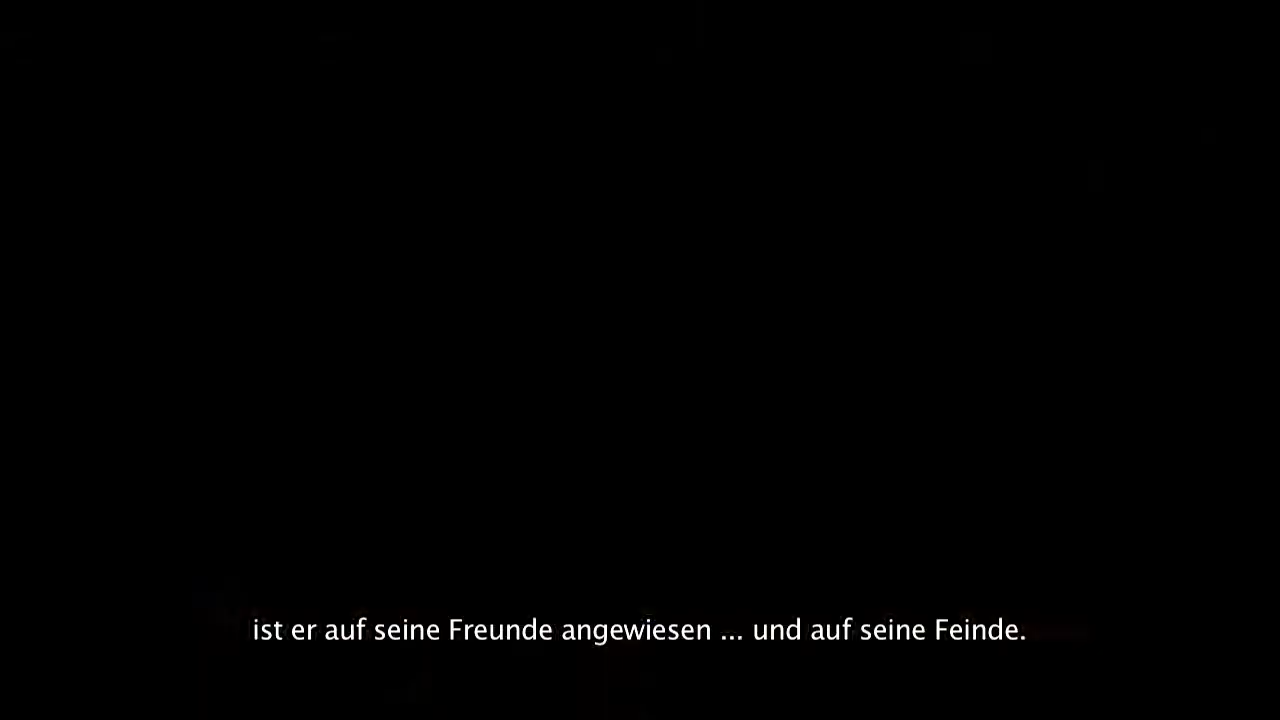 ist er auf seine Freunde angewiesen ... und auf seine Feinde.